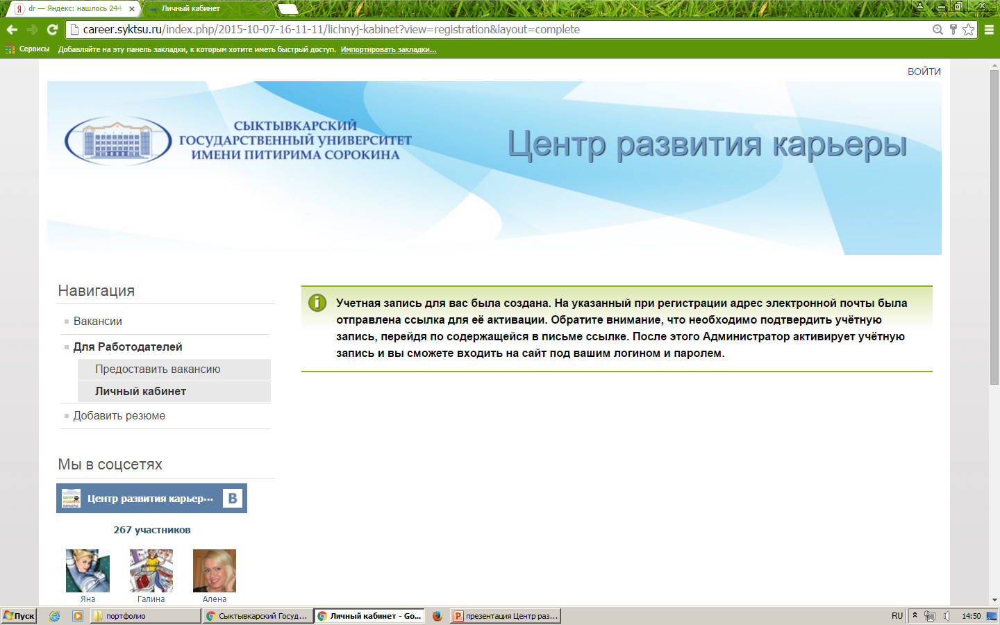 dr — Яндекс: нашлось 244
Личный кабинет
career.syktsu.ru/index.php/2015-10-07-16-11-11/lichnyj-kabinet?view=registration&layout=complete
Сервисы
Добавляйте на эту панель закладки, к которым хотите иметь быстрый доступ. Импортировать закладки...
ВОЙТИ
СЫКТЫВКАРСКИЙ
ГОСУДАРСТВЕННЫЙ УНИВЕРСИТЕТ
ИМЕНИ ПИТИРИМА СОРОКИНА
Центр развития карьеры
Навигация
Вакансии
Для Работодателей
Предоставить вакансию
Личный кабинет
Добавить резюме
Учетная запись для вас была создана. На указанный при регистрации адрес электронной почты была
отправлена ссылка для её активации. Обратите внимание, что необходимо подтвердить учётную
запись, перейдя по содержащейся в письме ссылке. После этого Администратор активирует учётную
запись и вы сможете входить на сайт под вашим логином и паролем.
Мы в соцсетях
ЦЕНТР
РАЗВИТИЯ
КАРЬЕРЫ
Центр развития карьер...
В
267 участников
Яна
Галина
Алена
Пуск
портфолио
Сыктывкарский Госуд...
Личный кабинет - Go...
презентация Центр раз...
RU
14:50